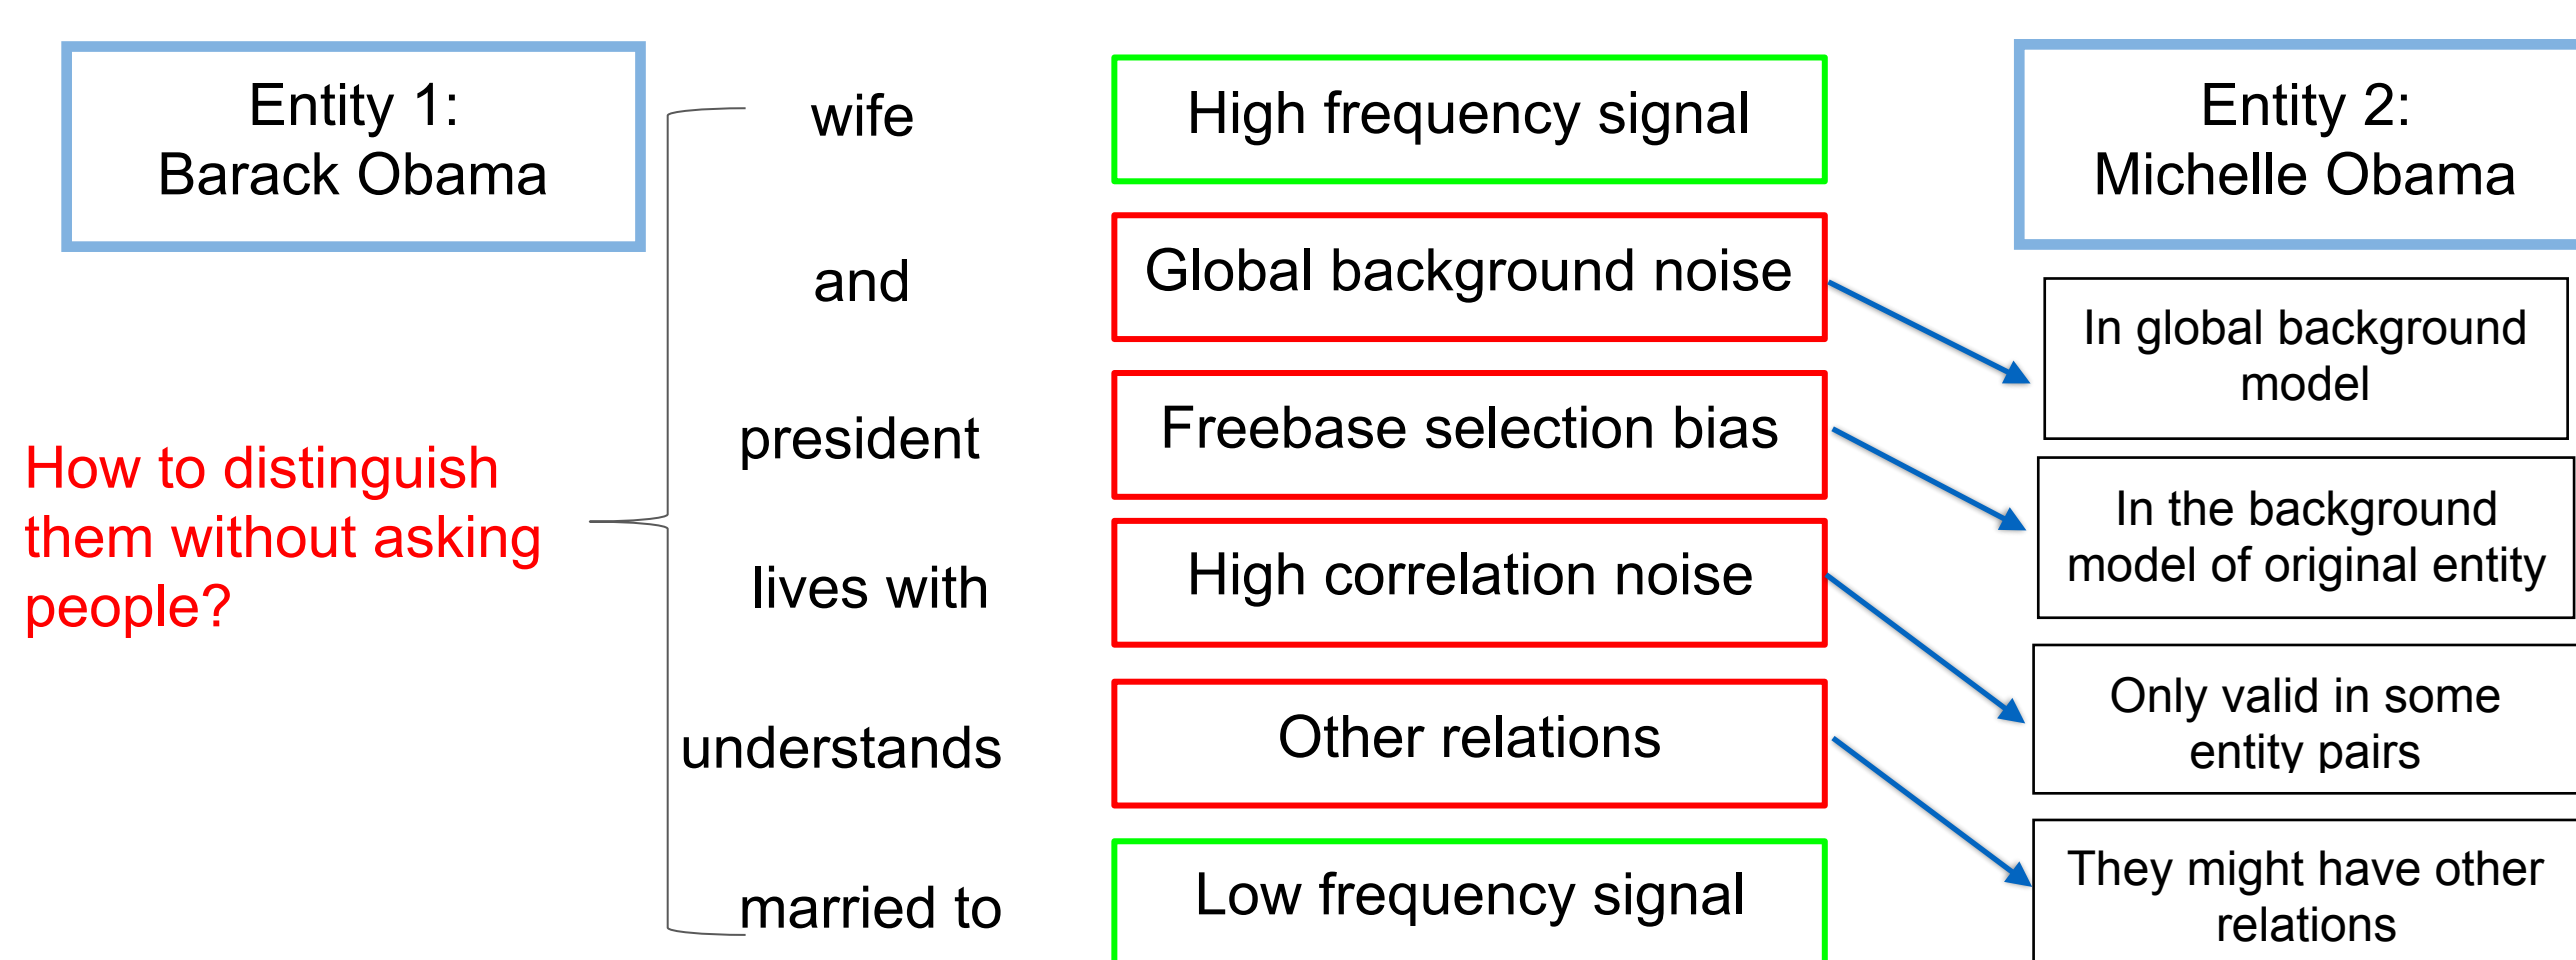 Entity 1:
Barack Obama
How to distinguish
them without asking
people?
wife
and
president
lives with
understands
married to
High frequency signal
Global background noise
Freebase selection bias
High correlation noise
Other relations
Low frequency signal
Entity 2:
Michelle Obama
In global background
model
In the background
model of original entity
Only valid in some
entity pairs
They might have other
relations